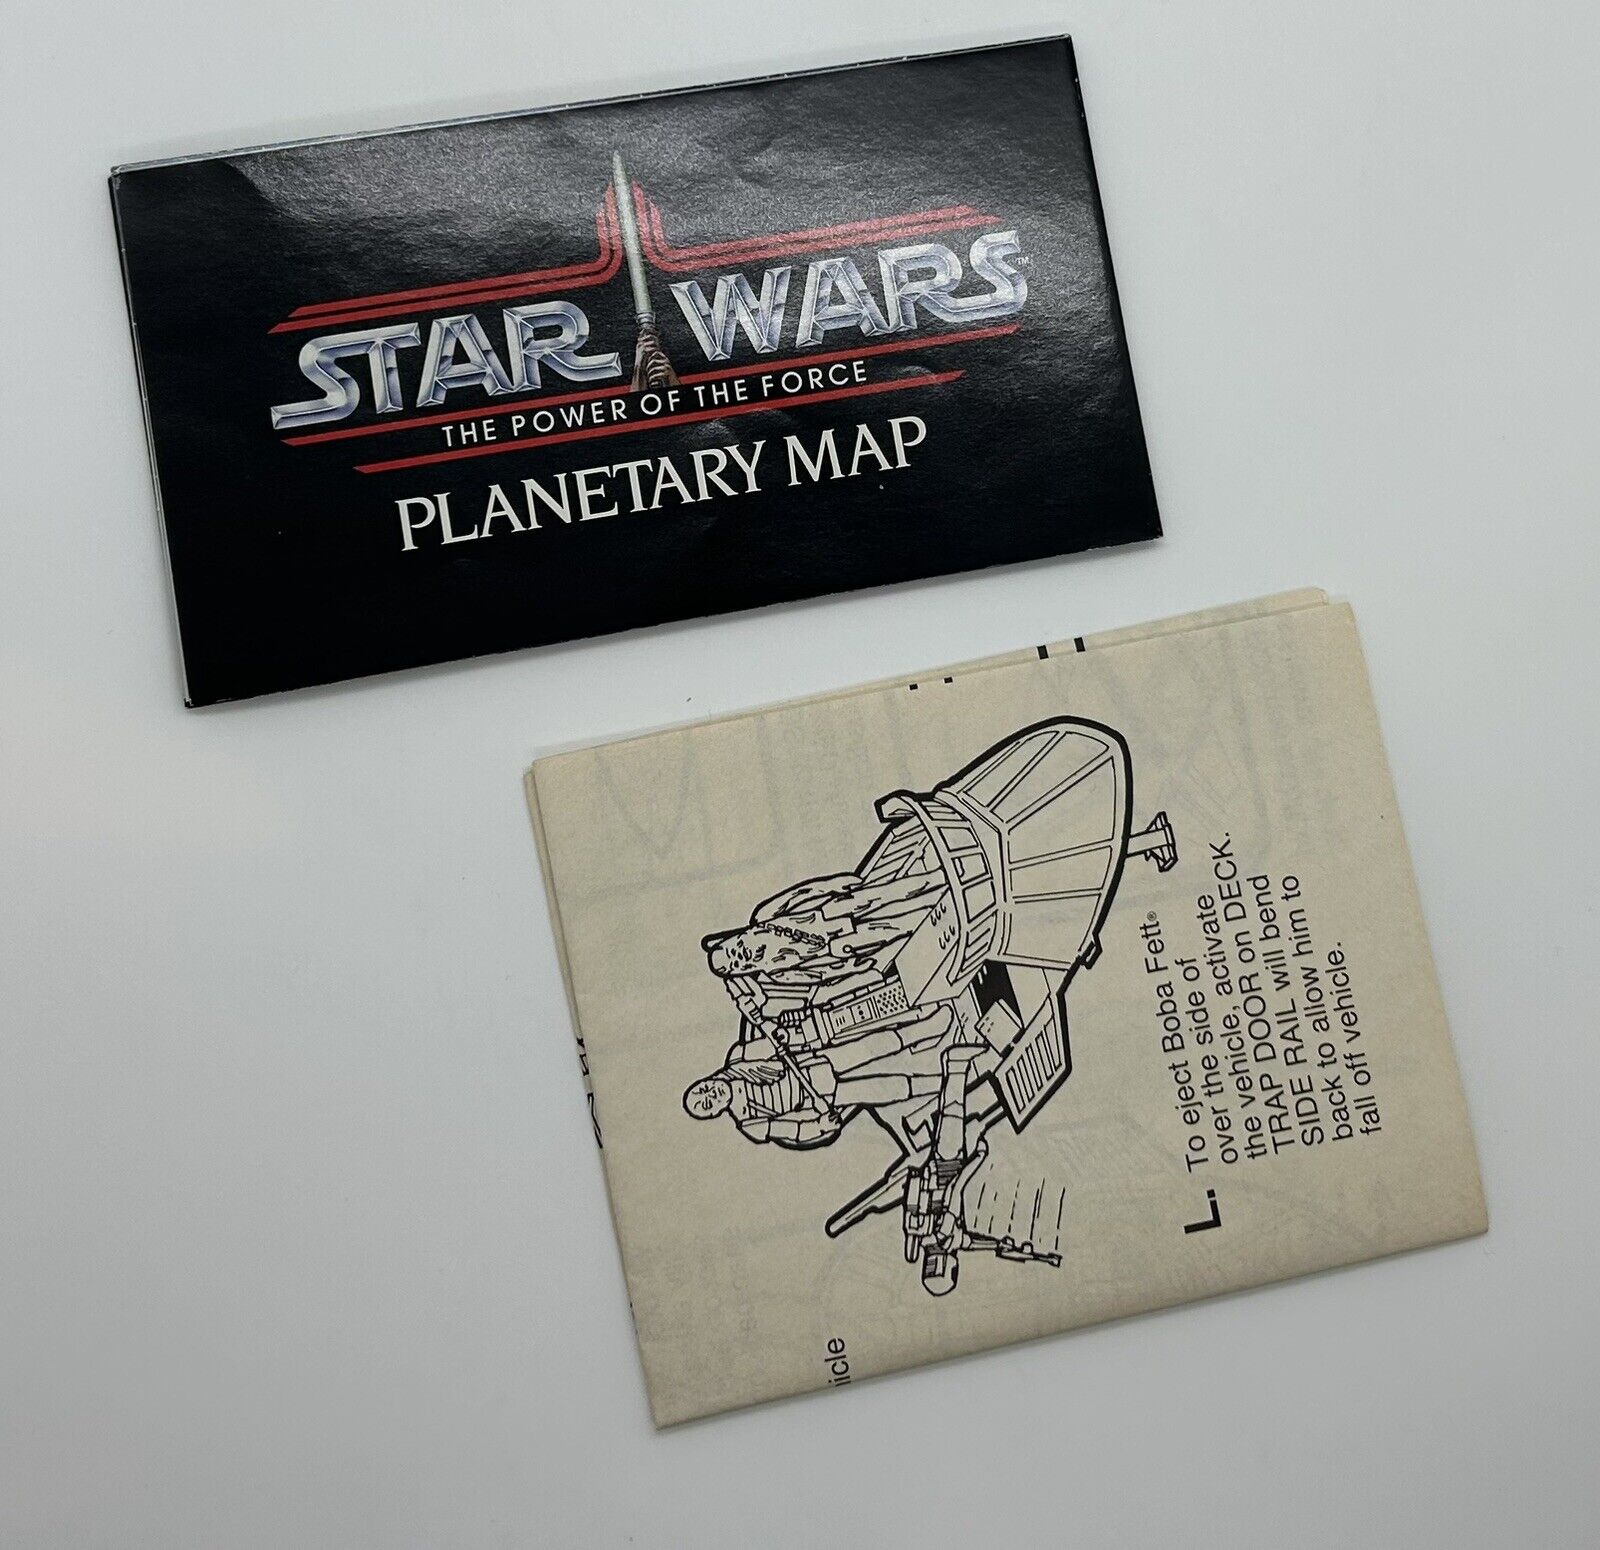 STAR WARS™
THE POWER OF THE FORCE
PLANETARY MAP
L. To eject Boba Fett®
over the side of
the vehicle, activate
TRAP DOOR on DECK.
SIDE RAIL will bend
back to allow him to
fall off vehicle.
icle